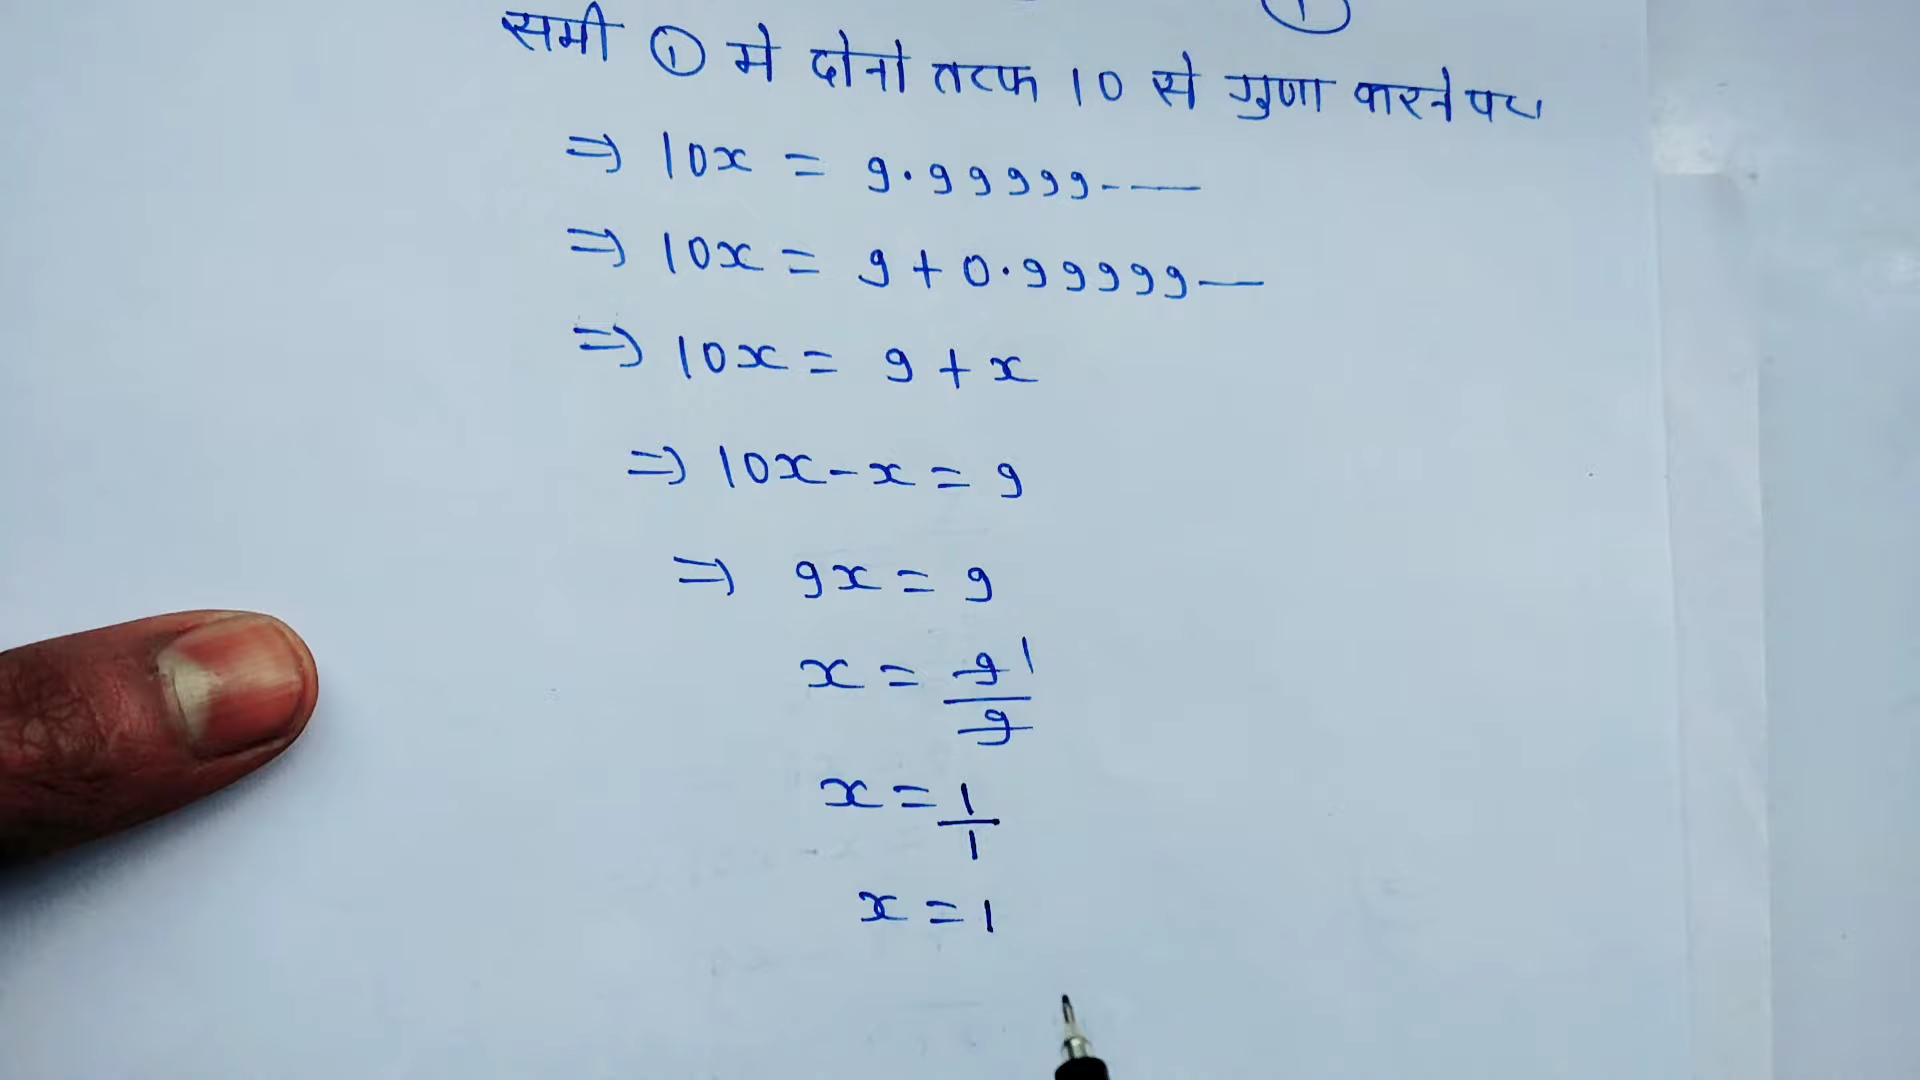 समी ① मे दोनो तरफ 10 से गुणा करने पर
⇒ 10x = 9.99999-----
⇒ 10x = 9 + 0.99999—
⇒ 10x = 9 + x
⇒ 10x - x = 9
⇒ 9x = 9
x = 9/9 1
x = 1/1
x = 1